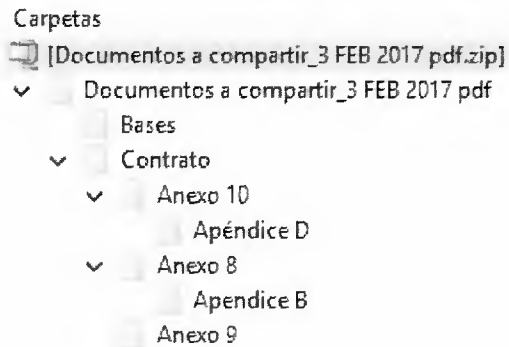 Carpetas
[Documentos a compartir_3 FEB 2017 pdf.zip]
Documentos a compartir_3 FEB 2017 pdf
Bases
Contrato
Anexo 10
Apéndice D
Anexo 8
Apendice B
Anexo 9